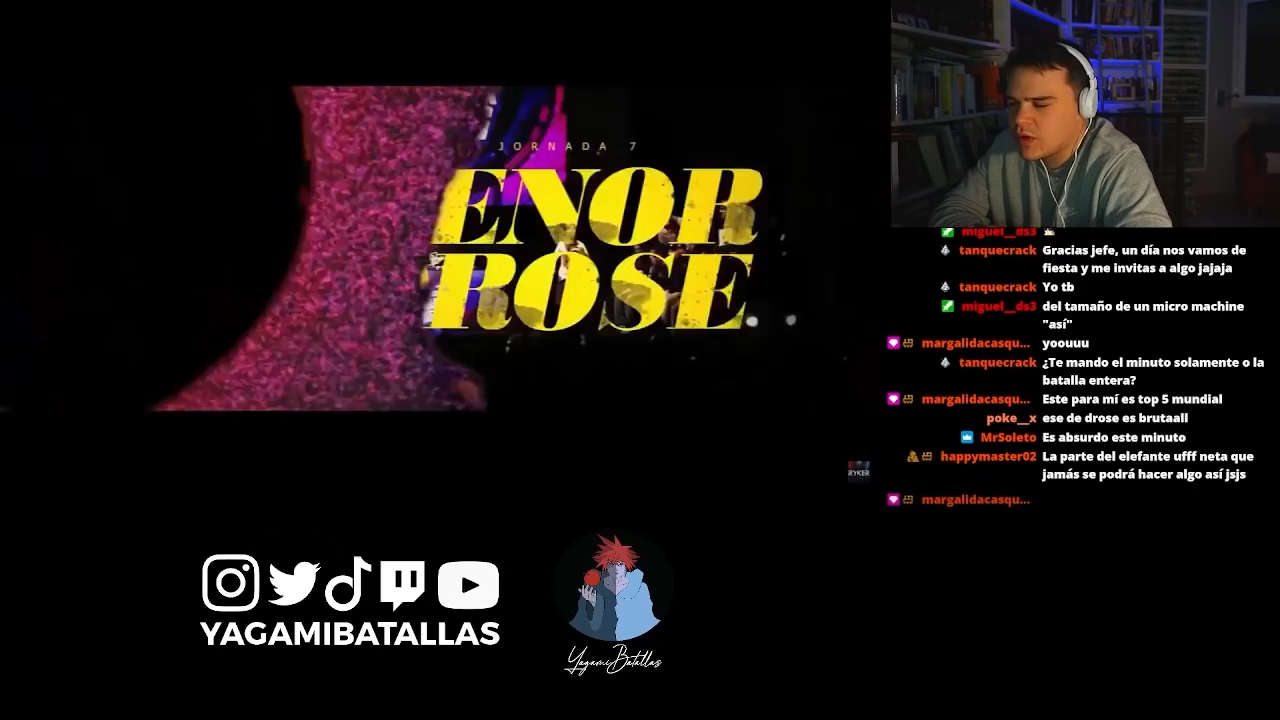 JORNADA 7
ENOR
ROSE
miguel__ds3
tanquecrack Gracias jefe, un día nos vamos de
fiesta y me invitas a algo jajaja
tanquecrack Yo tb
miguel__ds3 del tamaño de un micro machine
"así"
margalidacasqu... yoouuu
tanquecrack ¿Te mando el minuto solamente o la
batalla entera?
margalidacasqu... Este para mí es top 5 mundial
poke__x ese de drose es brutaall
MrSoleto Es absurdo este minuto
happymaster02 La parte del elefante ufff neta que
jamás se podrá hacer algo así jsjs
margalidacasqu...
RYKER
YAGAMIBATALLAS
YagamiBatallas